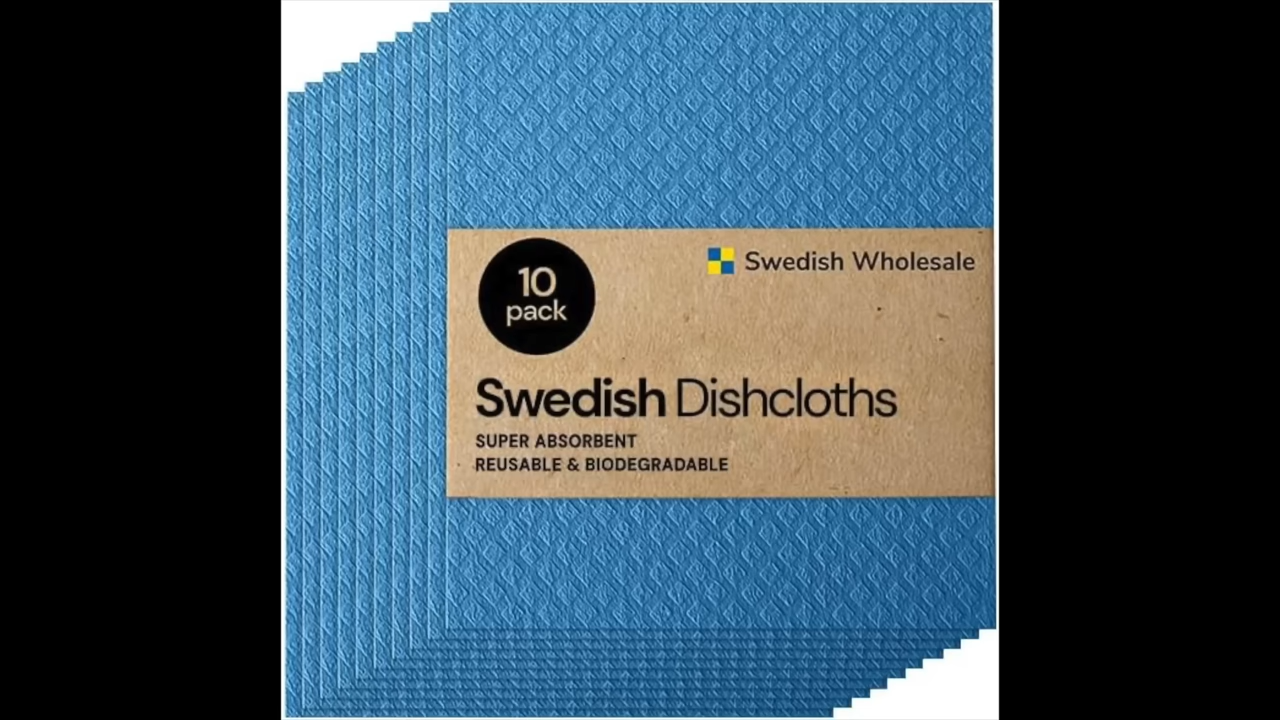 10
pack
Swedish Wholesale
Swedish Dishcloths
SUPER ABSORBENT
REUSABLE & BIODEGRADABLE